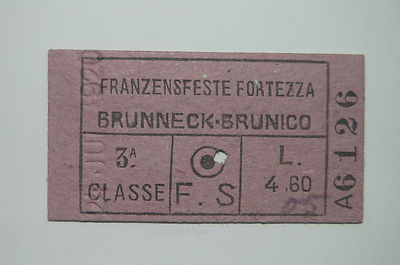 FRANZENSFESTE FORTEZZA
BRUNNECK·BRUNICO
3ᴬ
CLASSE
F. S
L.
4.60
A6126